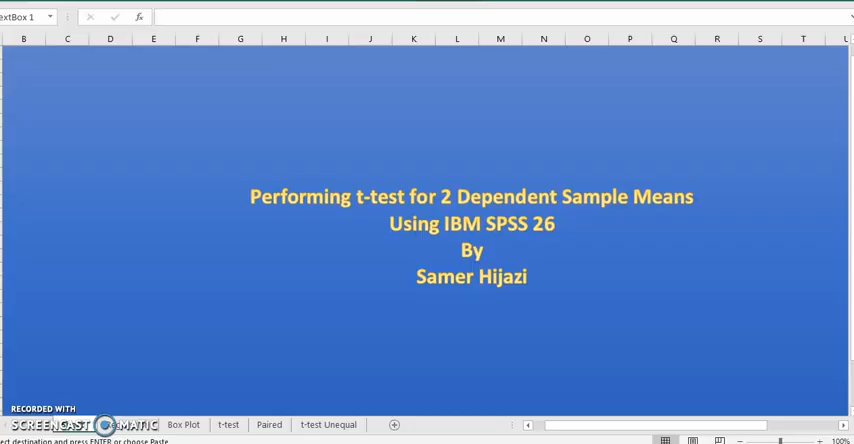 extBox 1
fx
B C D E F G H I J K L M N O P Q R S T U
Performing t-test for 2 Dependent Sample Means
Using IBM SPSS 26
By
Samer Hijazi
RECORDED WITH
SCREENCAST MATIC
Box Plot t-test Paired t-test Unequal
ect destination and press ENTER or choose Paste
100%